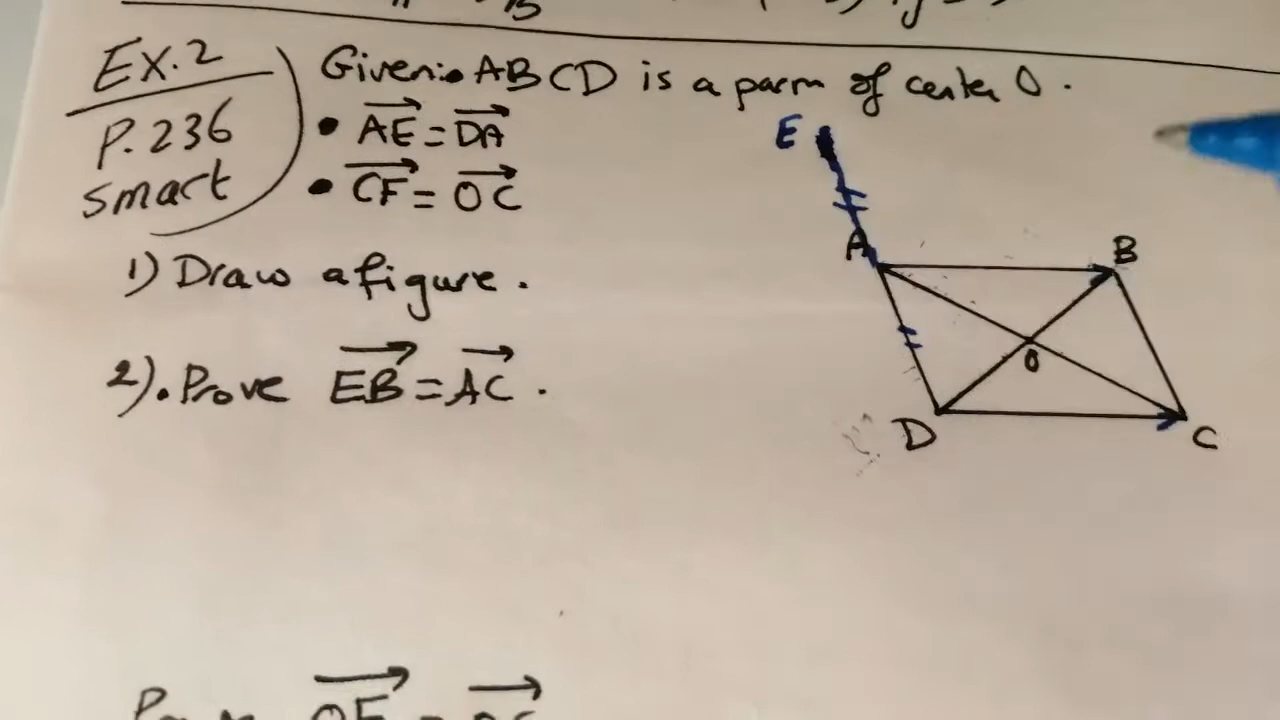 EX.2
P.236
smart
Given: • ABCD is a parm of center O.
• AE = DA
• CF = OC
1) Draw a figure.
2). Prove EB = AC.
E
A
B
O
D
C